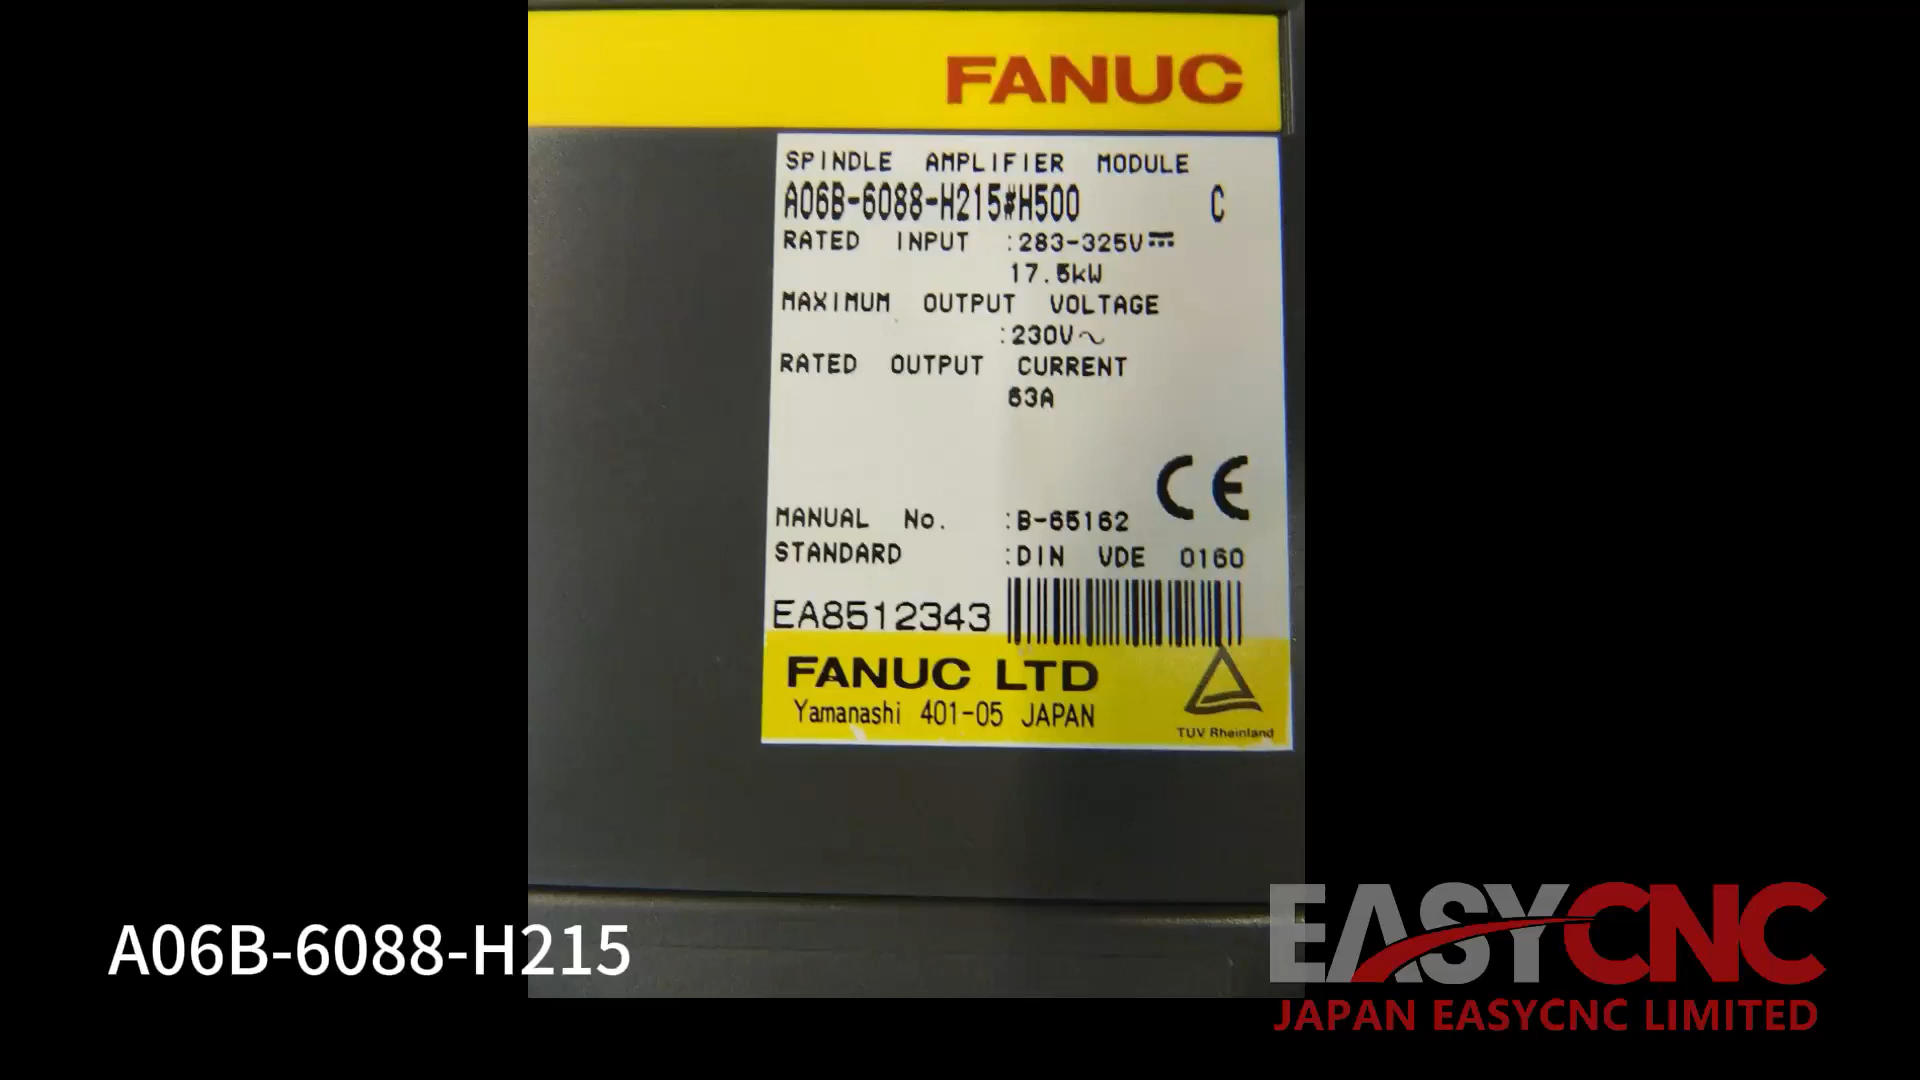 FANUC
SPINDLE AMPLIFIER MODULE
A06B-6088-H215#H500 C
RATED INPUT :283-325V⎓
17.5kW
MAXIMUM OUTPUT VOLTAGE
:230V~
RATED OUTPUT CURRENT
63A
CE
MANUAL No. :B-65162
STANDARD :DIN VDE 0160
EA8512343
FANUC LTD
Yamanashi 401-05 JAPAN
TUV Rheinland
A06B-6088-H215
EASYCNC
JAPAN EASYCNC LIMITED